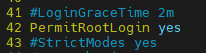 41 #LoginGraceTime 2m
42 PermitRootLogin yes
43 #StrictModes yes